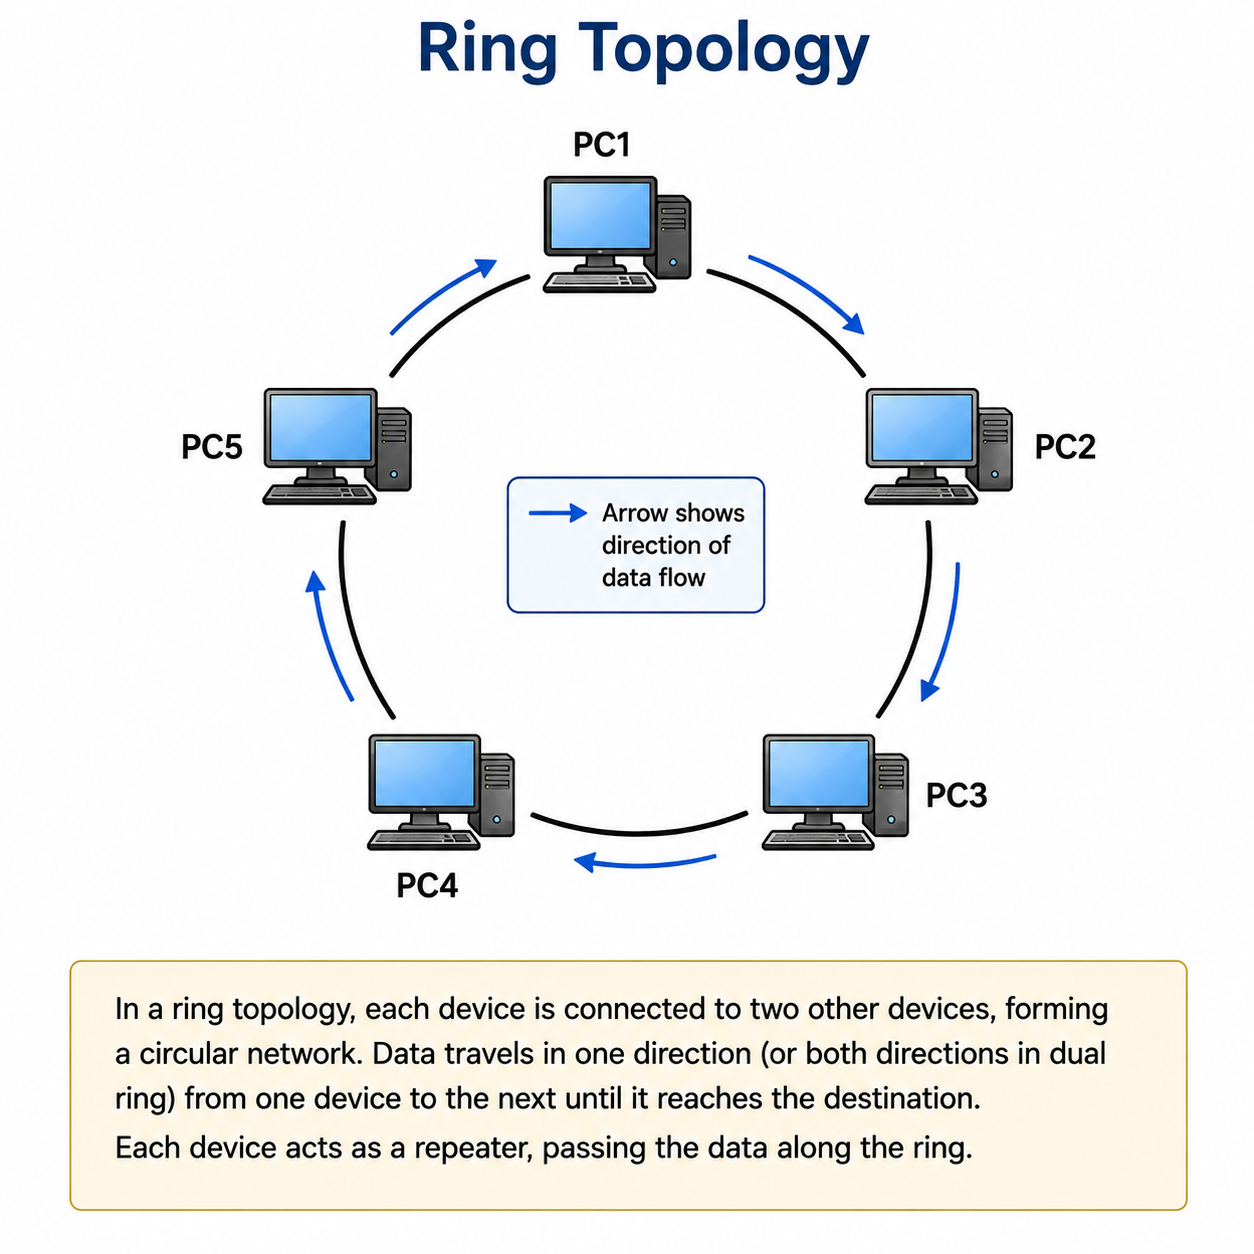 Ring Topology
PC1
PC5
PC2
Arrow shows
direction of
data flow
PC3
PC4
In a ring topology, each device is connected to two other devices, forming
a circular network. Data travels in one direction (or both directions in dual
ring) from one device to the next until it reaches the destination.
Each device acts as a repeater, passing the data along the ring.